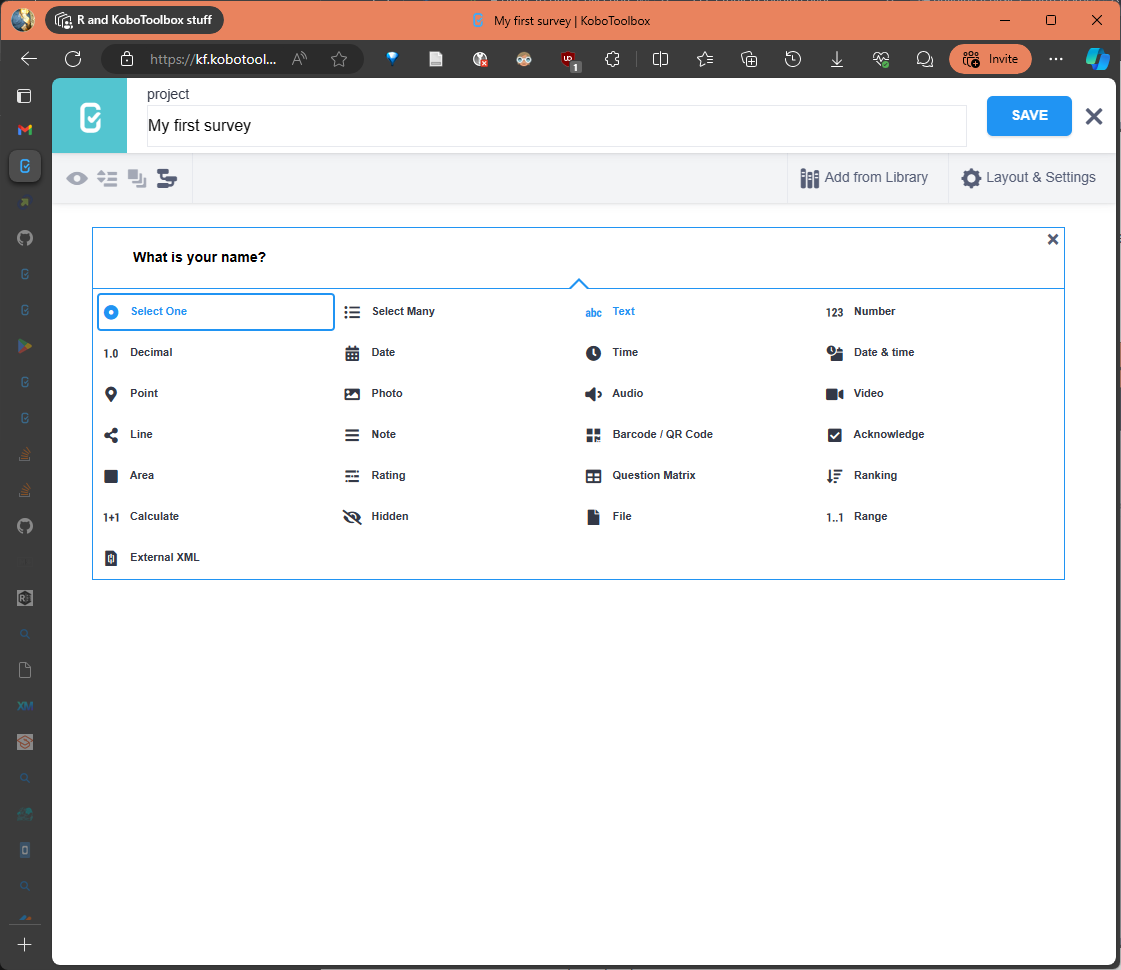 R and KoboToolbox stuff
My first survey | KoboToolbox
https://kf.kobotool...
A
UD
1
Invite
project
My first survey
SAVE
Add from Library
Layout & Settings
What is your name?
Select One
Select Many
abc Text
123 Number
1.0 Decimal
Date
Time
Date & time
Point
Photo
Audio
Video
Line
Note
Barcode / QR Code
Acknowledge
Area
Rating
Question Matrix
Ranking
1+1 Calculate
Hidden
File
1..1 Range
External XML
XM